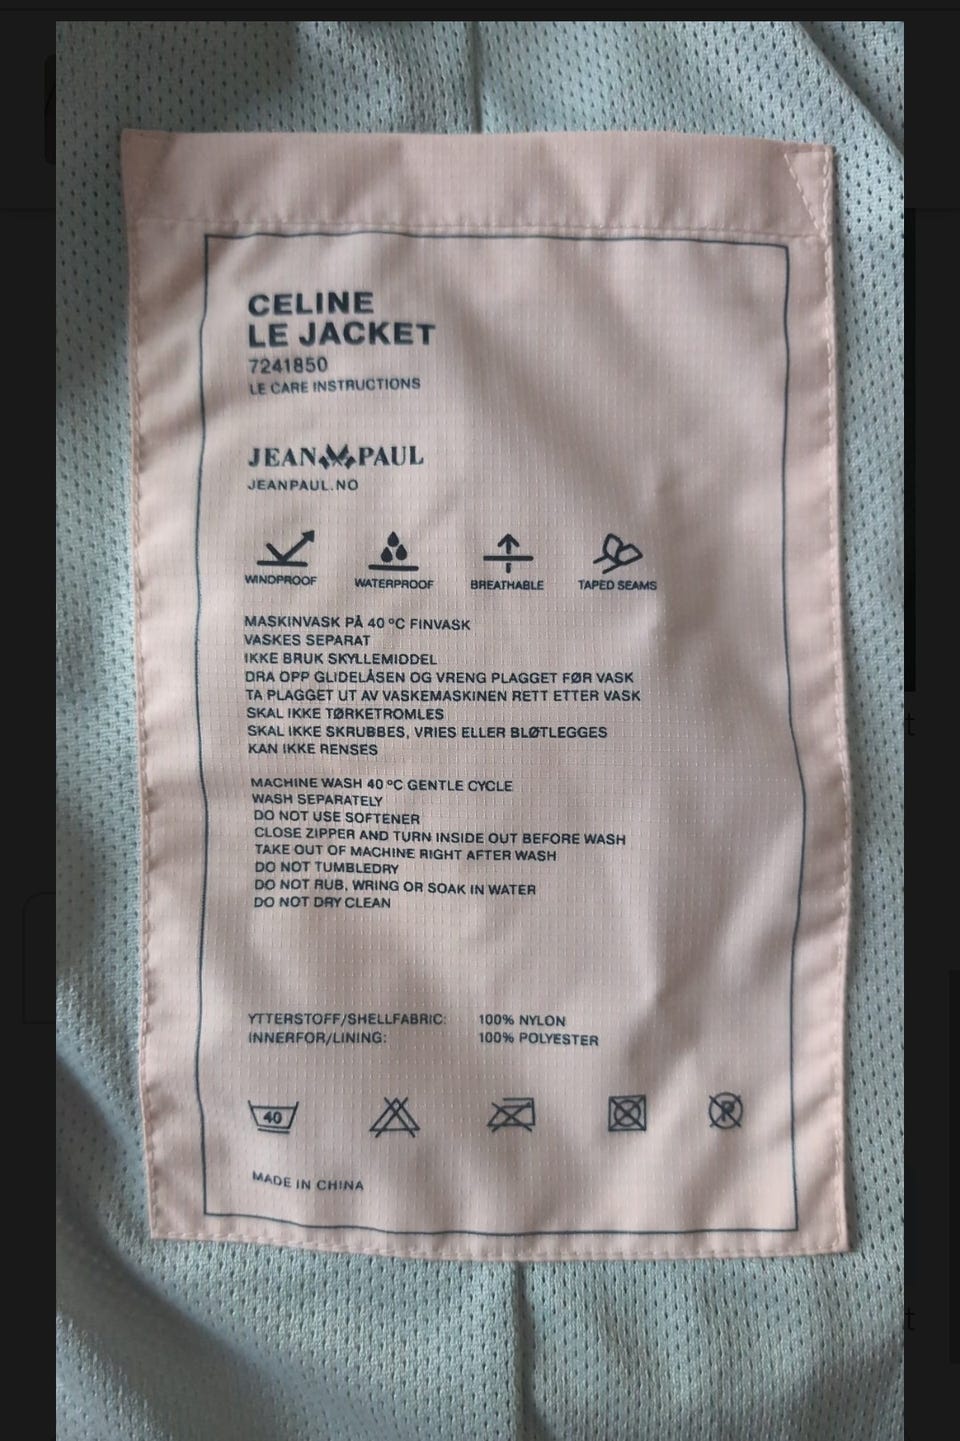 CELINE
LE JACKET
7241850
LE CARE INSTRUCTIONS
JEAN PAUL
JEANPAUL.NO
WINDPROOF WATERPROOF BREATHABLE TAPED SEAMS
MASKINVASK PÅ 40 ºC FINVASK
VASKES SEPARAT
IKKE BRUK SKYLLEMIDDEL
DRA OPP GLIDELÅSEN OG VRENG PLAGGET FØR VASK
TA PLAGGET UT AV VASKEMASKINEN RETT ETTER VASK
SKAL IKKE TØRKETROMLES
SKAL IKKE SKRUBBES, VRIES ELLER BLØTLEGGES
KAN IKKE RENSES
MACHINE WASH 40 ºC GENTLE CYCLE
WASH SEPARATELY
DO NOT USE SOFTENER
CLOSE ZIPPER AND TURN INSIDE OUT BEFORE WASH
TAKE OUT OF MACHINE RIGHT AFTER WASH
DO NOT TUMBLEDRY
DO NOT RUB, WRING OR SOAK IN WATER
DO NOT DRY CLEAN
YTTERSTOFF/SHELLFABRIC: 100% NYLON
INNERFOR/LINING: 100% POLYESTER
40 P
MADE IN CHINA